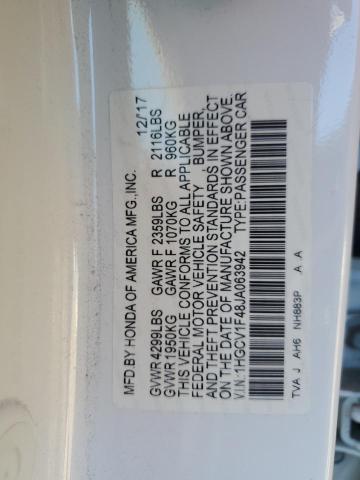 MFD.BY HONDA OF AMERICA MFG.,INC. 12/17
GVWR 4299LBS GAWR F 2359LBS R 2116LBS
GVWR 1950KG GAWR F 1070KG R 960KG
THIS VEHICLE CONFORMS TO ALL APPLICABLE
FEDERAL MOTOR VEHICLE SAFETY , BUMPER,
AND THEFT PREVENTION STANDARDS IN EFFECT
ON THE DATE OF MANUFACTURE SHOWN ABOVE.
V.I.N.:1HGCV1F48JA063942 TYPE:PASSENGER CAR
TVA J AH6 NH883P A A